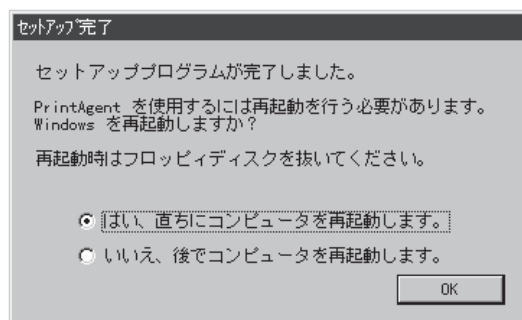 セットアップ完了
セットアッププログラムが完了しました。
PrintAgent を使用するには再起動を行う必要があります。
Windows を再起動しますか？
再起動時はフロッピィディスクを抜いてください。
はい、直ちにコンピュータを再起動します。
いいえ、後でコンピュータを再起動します。
OK